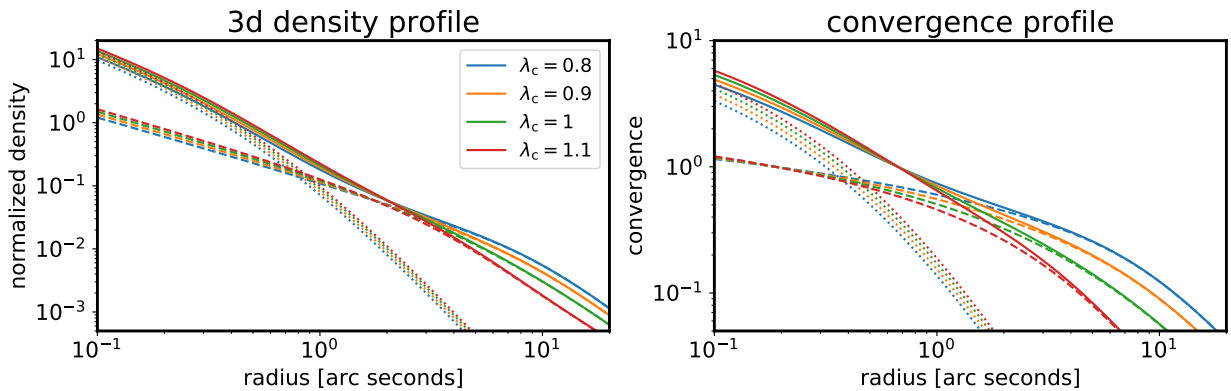 3d density profile
normalized density
10¹
10⁰
10⁻¹
10⁻²
10⁻³
λc = 0.8
λc = 0.9
λc = 1
λc = 1.1
10⁻¹
10⁰
10¹
radius [arc seconds]
convergence profile
convergence
10¹
10⁰
10⁻¹
10⁻¹
10⁰
10¹
radius [arc seconds]